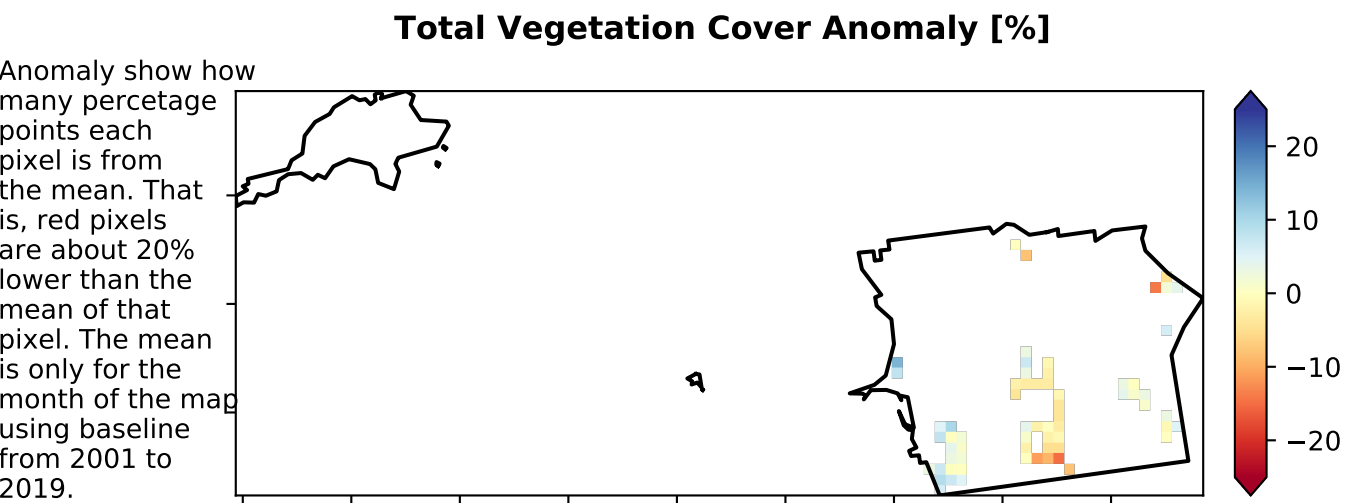 Total Vegetation Cover Anomaly [%]
Anomaly show how
many percetage
points each
pixel is from
the mean. That
is, red pixels
are about 20%
lower than the
mean of that
pixel. The mean
is only for the
month of the map
using baseline
from 2001 to
2019.
20
10
0
−10
−20